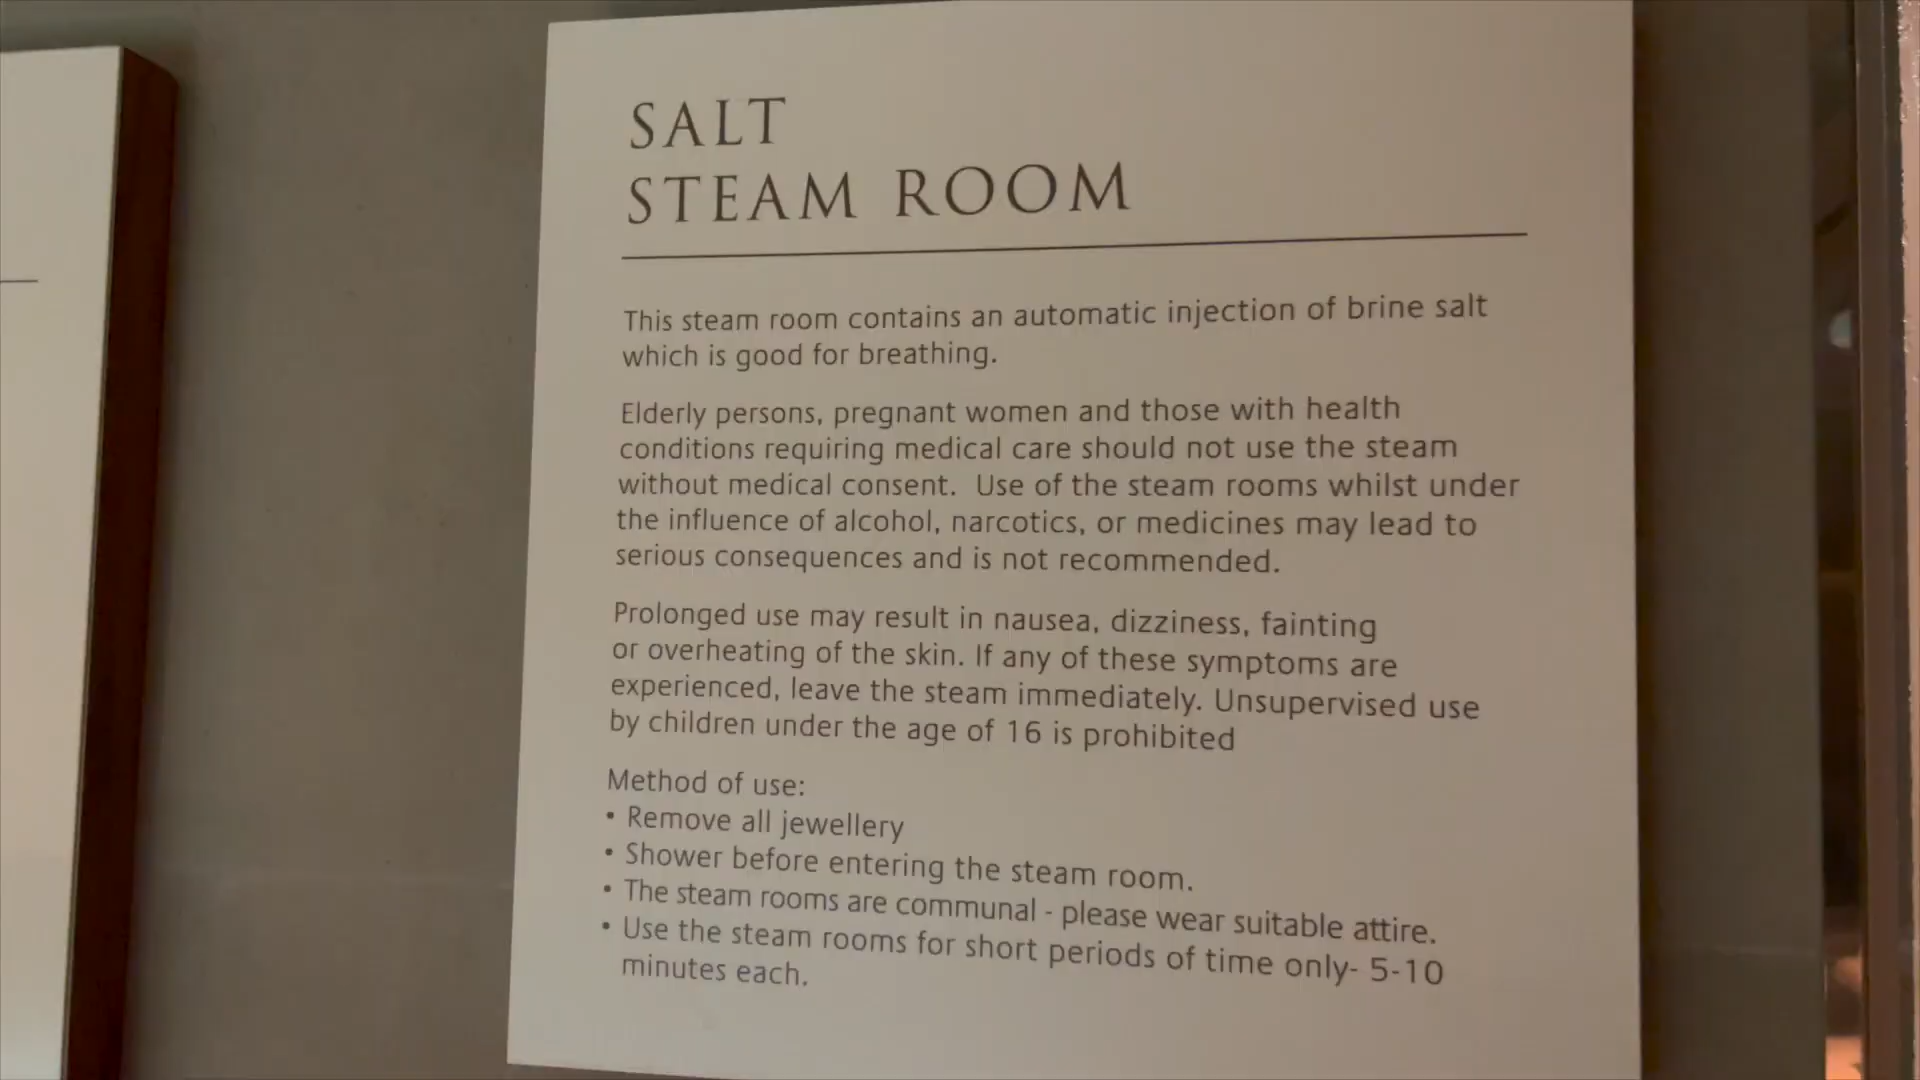 SALT
STEAM ROOM
This steam room contains an automatic injection of brine salt
which is good for breathing.
Elderly persons, pregnant women and those with health
conditions requiring medical care should not use the steam
without medical consent.  Use of the steam rooms whilst under
the influence of alcohol, narcotics, or medicines may lead to
serious consequences and is not recommended.
Prolonged use may result in nausea, dizziness, fainting
or overheating of the skin. If any of these symptoms are
experienced, leave the steam immediately. Unsupervised use
by children under the age of 16 is prohibited
Method of use:
• Remove all jewellery
• Shower before entering the steam room.
• The steam rooms are communal - please wear suitable attire.
• Use the steam rooms for short periods of time only- 5-10
minutes each.